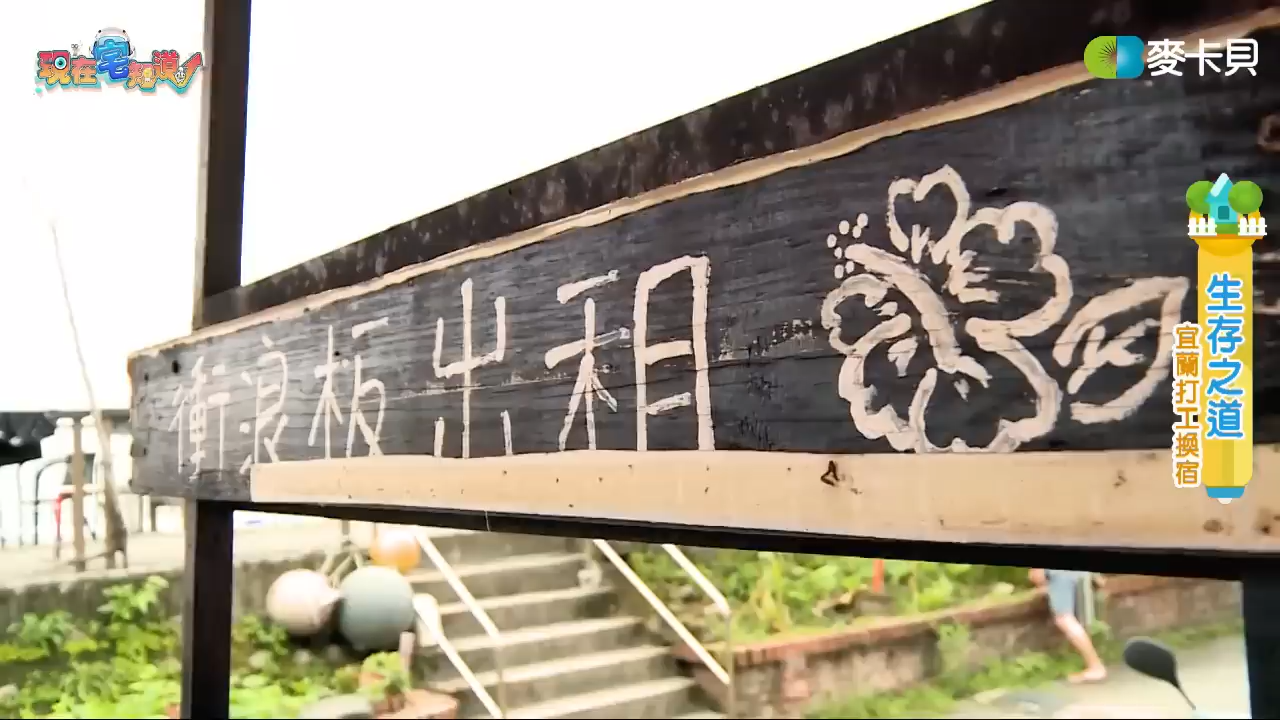 現在宅知道
麥卡貝
衝浪板出租
生存之道
宜蘭打工換宿